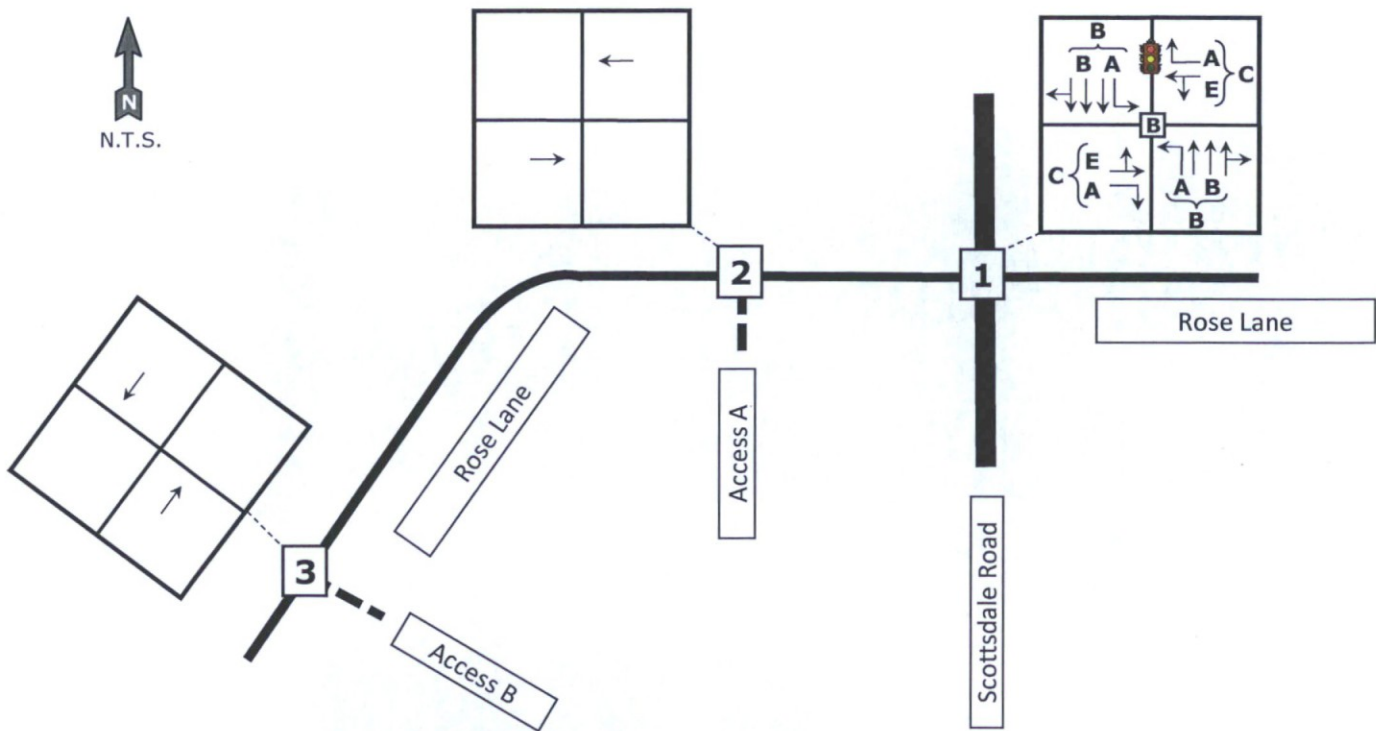 N
N.T.S.
B
B A
A
E
C
B
C
E
A
A B
B
2
1
Rose Lane
Rose Lane
Access A
3
Access B
Scottsdale Road